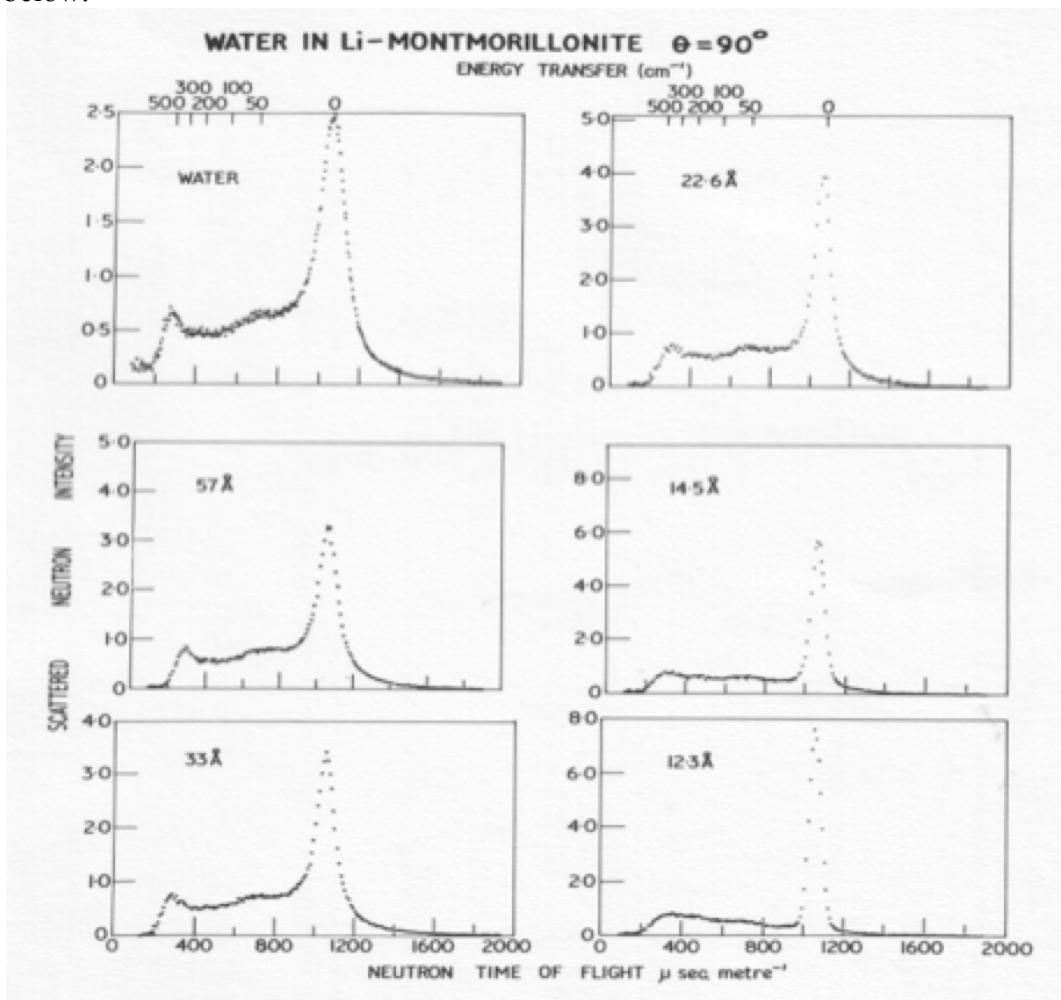 WATER IN Li-MONTMORILLONITE θ = 90°
ENERGY TRANSFER (cm⁻¹)
300 100
500 200 50 0
2·5
2·0
1·5
1·0
0·5
0
WATER
300 100
500 200 50 0
5·0
4·0
3·0
2·0
1·0
0
22·6Å
5·0
4·0
3·0
2·0
1·0
0
57Å
8·0
6·0
4·0
2·0
0
14·5Å
4·0
3·0
2·0
1·0
0
33Å
0 400 800 1200 1600 2000
8·0
6·0
4·0
2·0
0
12·3Å
0 400 800 1200 1600 2000
SCATTERED NEUTRON INTENSITY
NEUTRON TIME OF FLIGHT μ sec, metre⁻¹